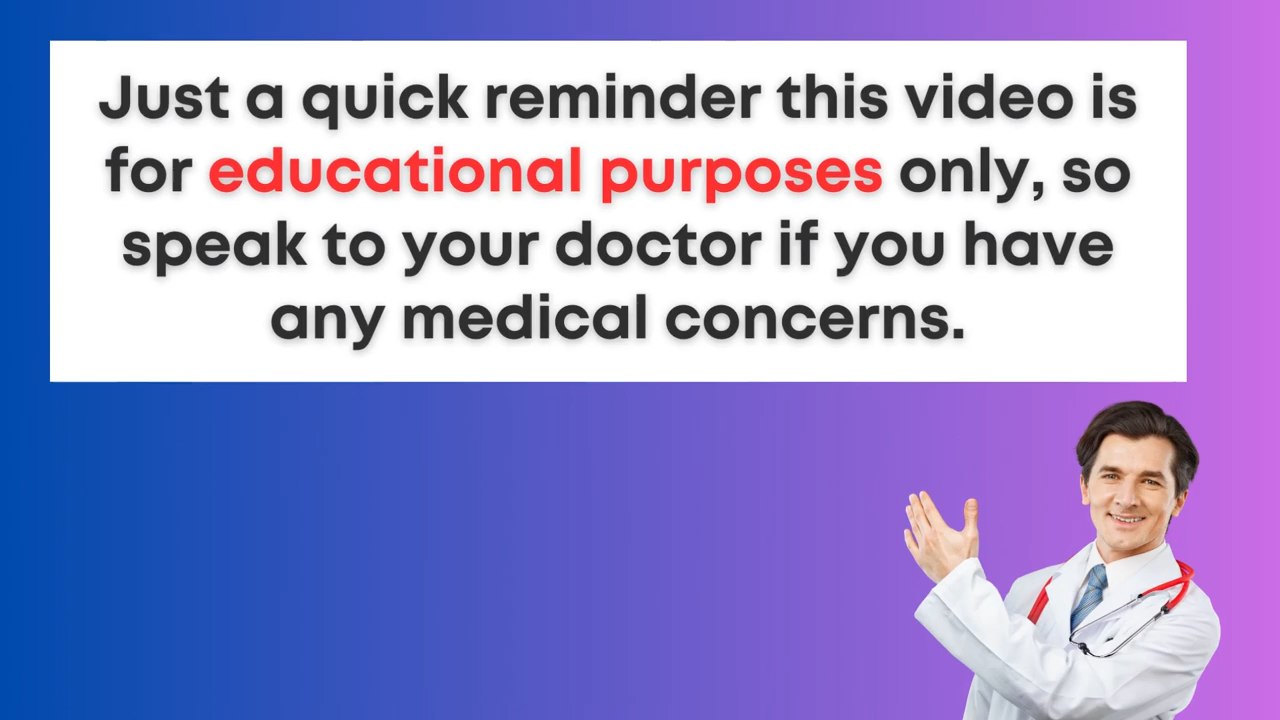 Just a quick reminder this video is
for educational purposes only, so
speak to your doctor if you have
any medical concerns.